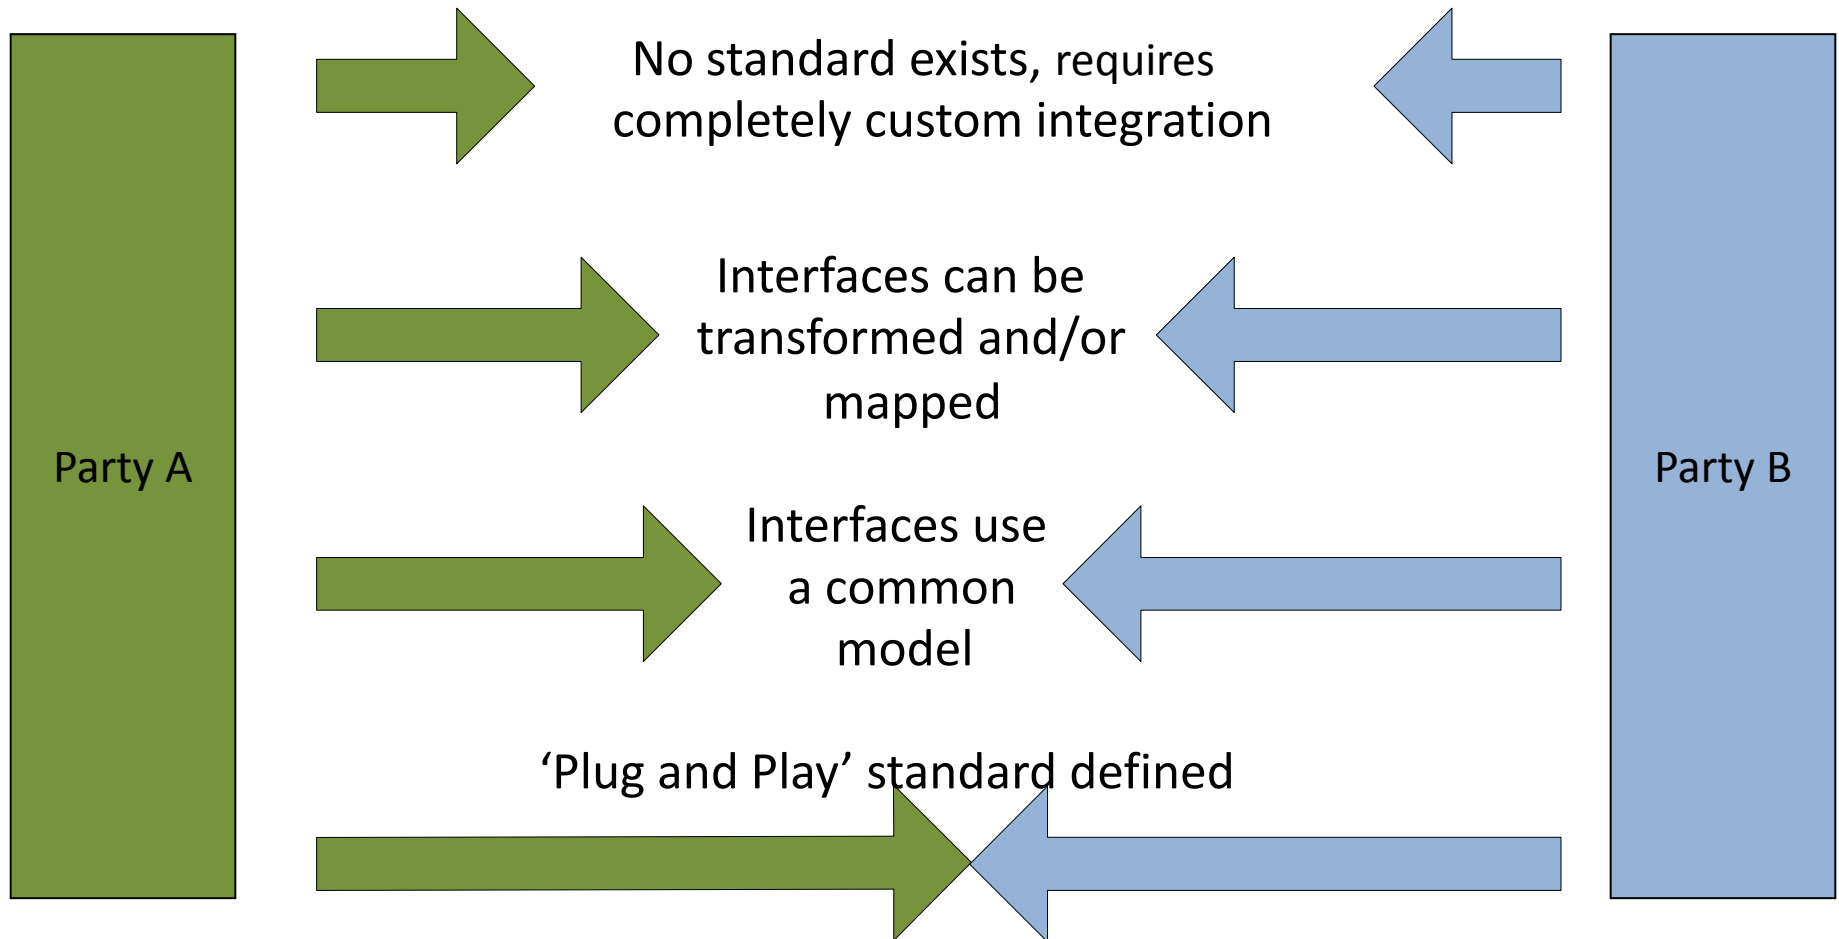 No standard exists, requires
completely custom integration
Interfaces can be
transformed and/or
mapped
Party A
Party B
Interfaces use
a common
model
‘Plug and Play’ standard defined